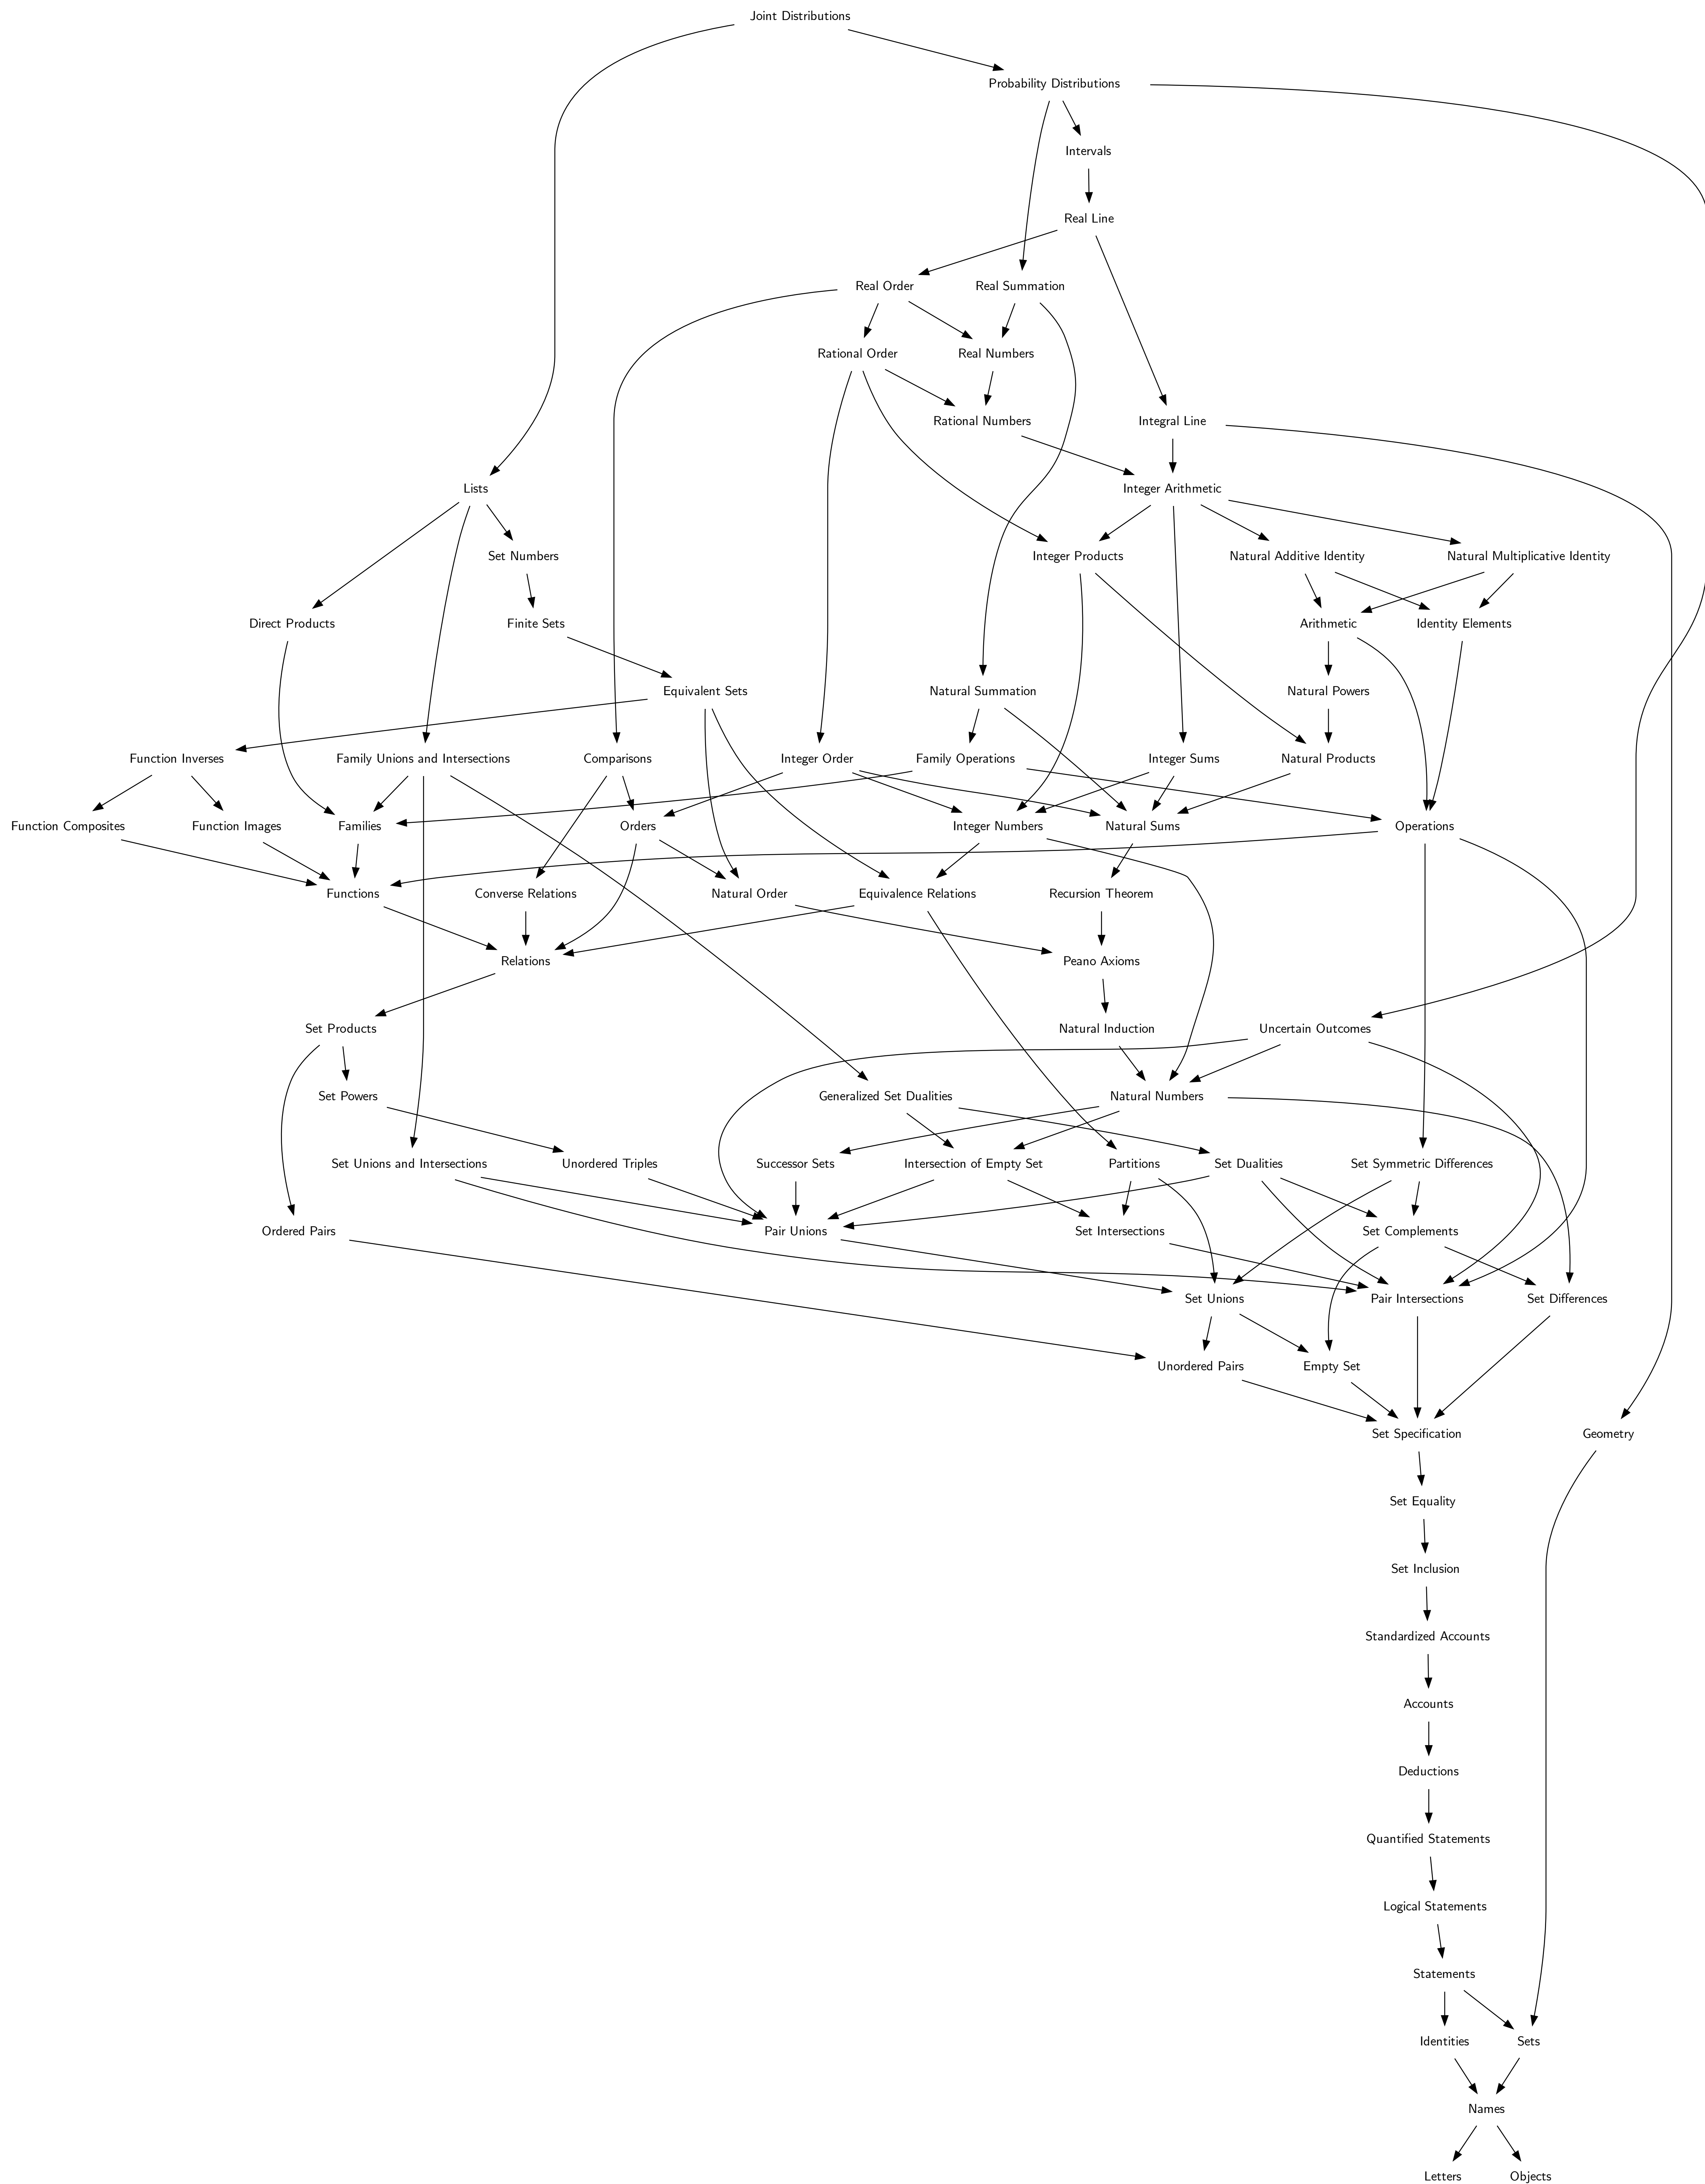 Joint Distributions
Probability Distributions
Intervals
Real Line
Real Order
Real Summation
Rational Order
Real Numbers
Rational Numbers
Integral Line
Lists
Integer Arithmetic
Set Numbers
Integer Products
Natural Additive Identity
Natural Multiplicative Identity
Direct Products
Finite Sets
Arithmetic
Identity Elements
Equivalent Sets
Natural Summation
Natural Powers
Function Inverses
Family Unions and Intersections
Comparisons
Integer Order
Family Operations
Integer Sums
Natural Products
Function Composites
Function Images
Families
Orders
Integer Numbers
Natural Sums
Operations
Functions
Converse Relations
Natural Order
Equivalence Relations
Recursion Theorem
Relations
Peano Axioms
Set Products
Natural Induction
Uncertain Outcomes
Set Powers
Generalized Set Dualities
Natural Numbers
Set Unions and Intersections
Unordered Triples
Successor Sets
Intersection of Empty Set
Partitions
Set Dualities
Set Symmetric Differences
Ordered Pairs
Pair Unions
Set Intersections
Set Complements
Set Unions
Pair Intersections
Set Differences
Unordered Pairs
Empty Set
Set Specification
Geometry
Set Equality
Set Inclusion
Standardized Accounts
Accounts
Deductions
Quantified Statements
Logical Statements
Statements
Identities
Sets
Names
Letters
Objects